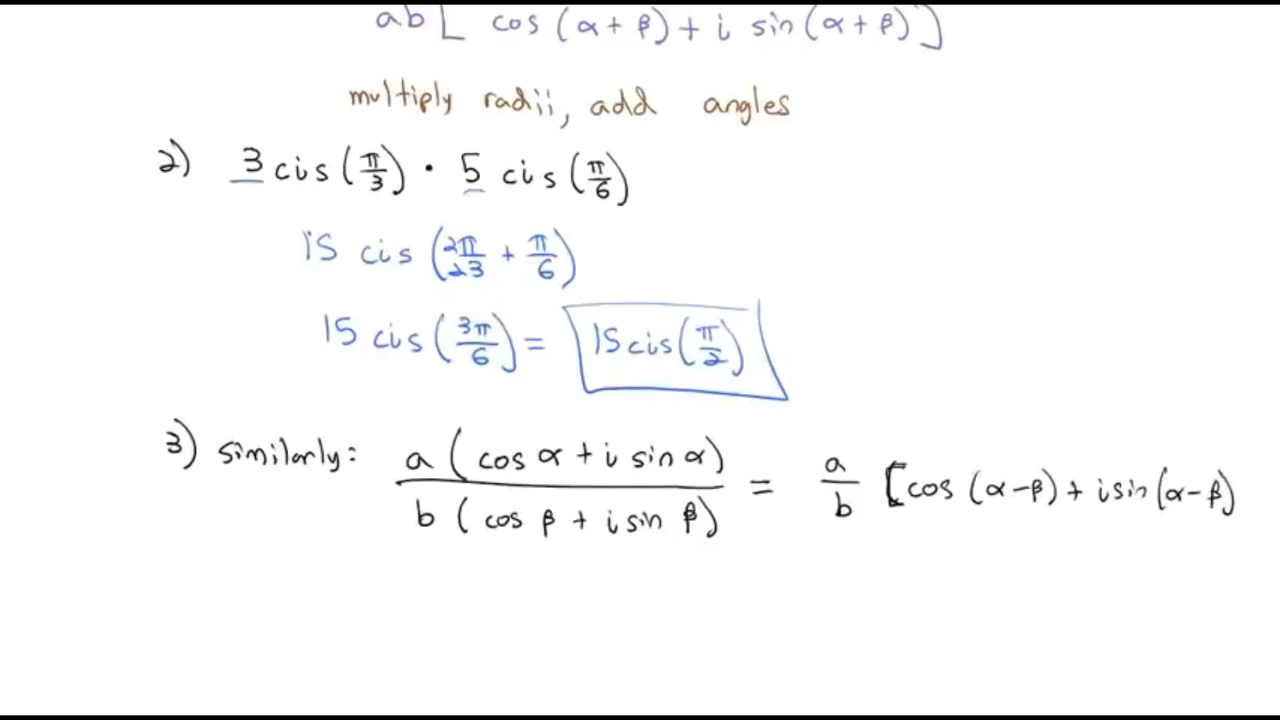 ab[ cos (α + β) + i sin(α + β)]
multiply radii, add angles
2) 3 cis (π/3) · 5 cis (π/6)
15 cis (2π/23 + π/6)
15 cis (3π/6) = 15 cis (π/2)
3) similarly: a ( cos α + i sin α) / b ( cos β + i sin β) = a/b [cos (α-β) + i sin (α-β)